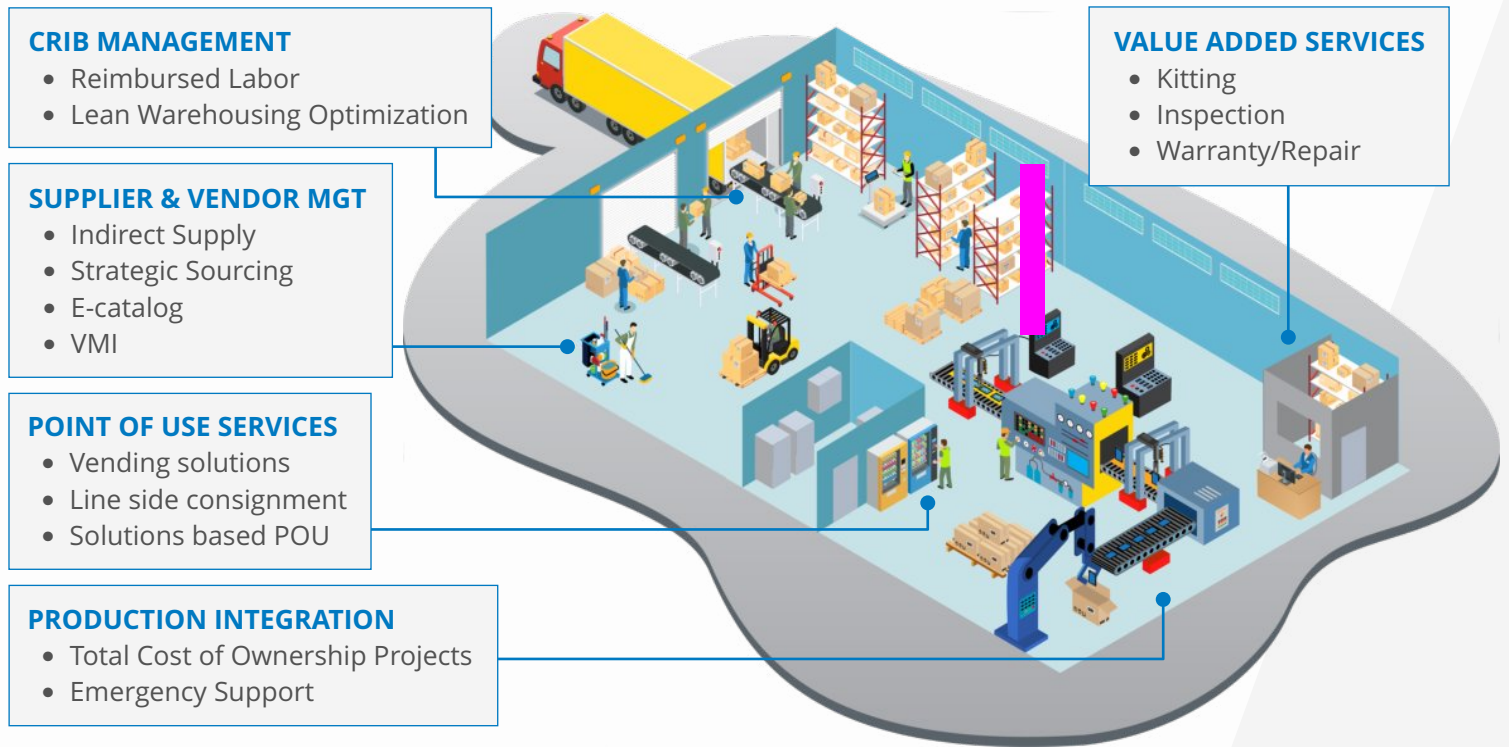 CRIB MANAGEMENT
• Reimbursed Labor
• Lean Warehousing Optimization
SUPPLIER & VENDOR MGT
• Indirect Supply
• Strategic Sourcing
• E-catalog
• VMI
POINT OF USE SERVICES
• Vending solutions
• Line side consignment
• Solutions based POU
PRODUCTION INTEGRATION
• Total Cost of Ownership Projects
• Emergency Support
VALUE ADDED SERVICES
• Kitting
• Inspection
• Warranty/Repair